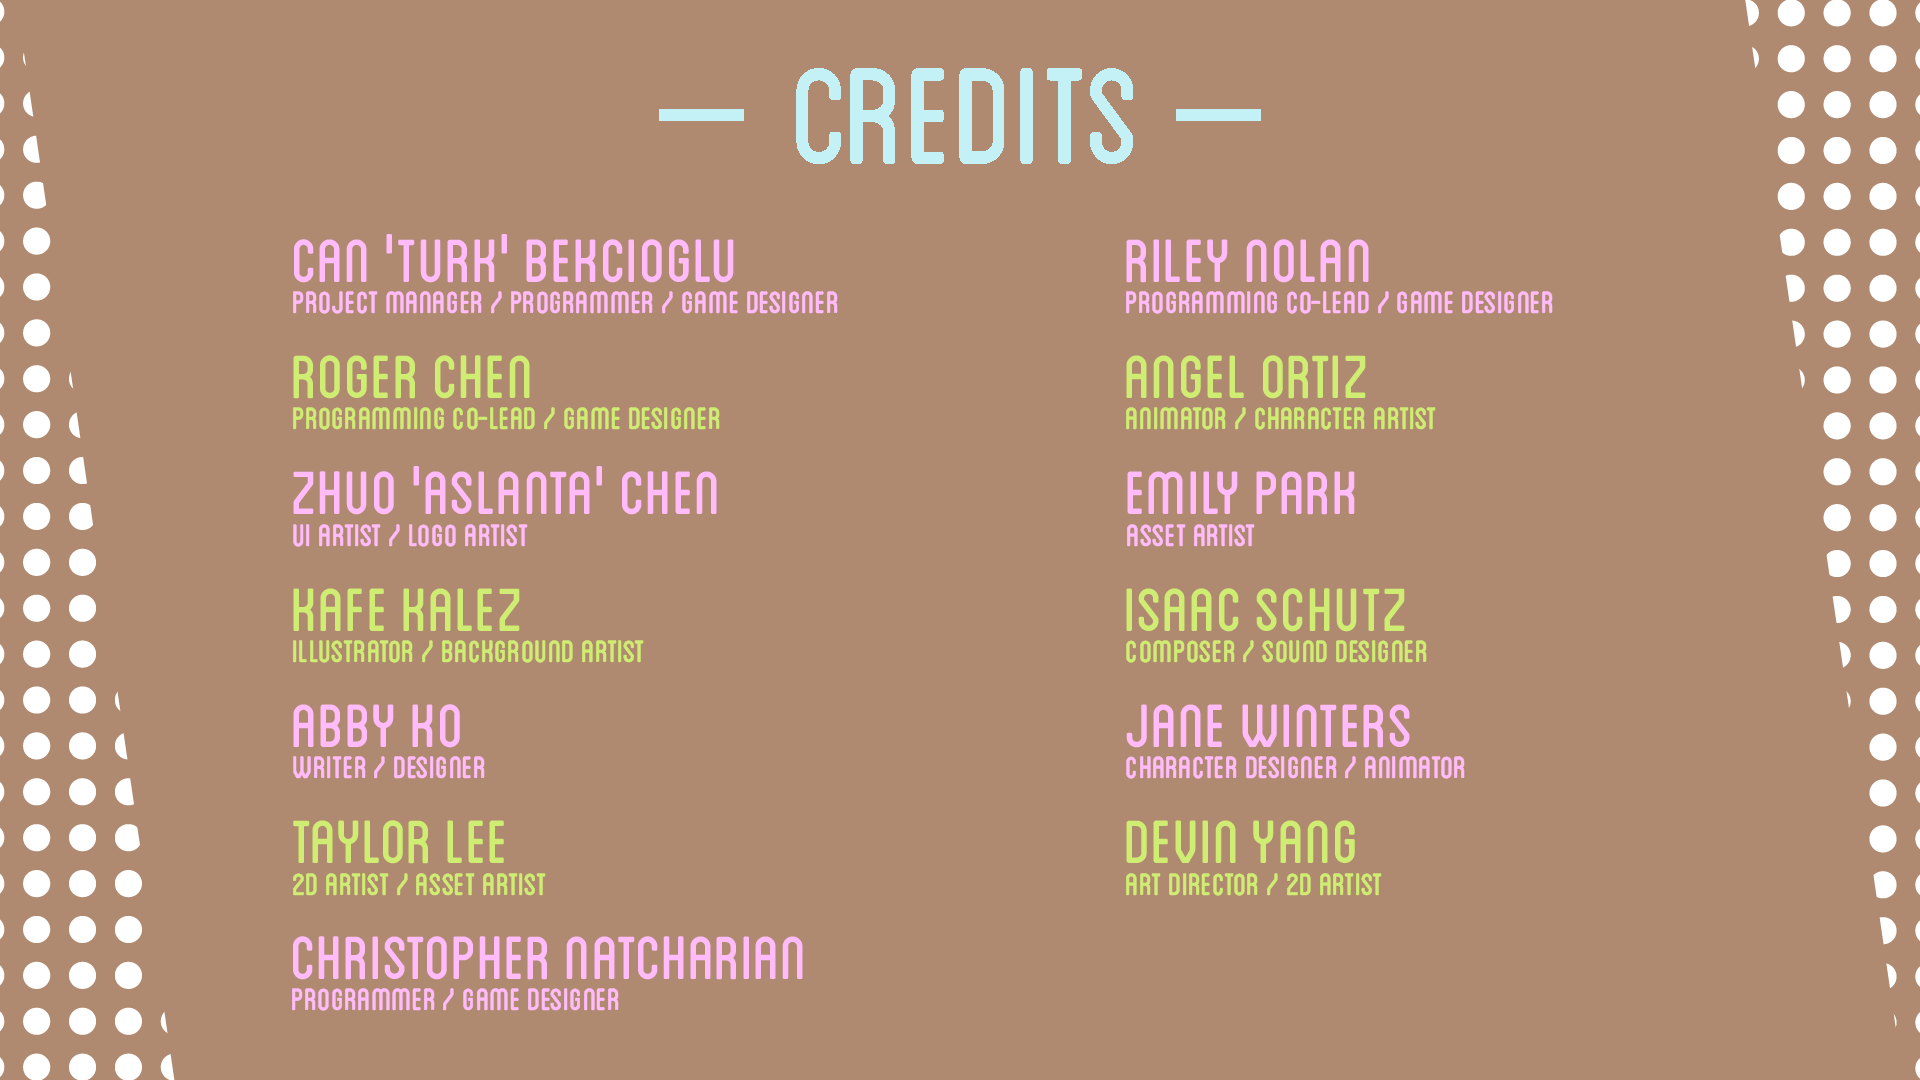 — CREDITS —
CAN 'TURK' BEKCIOGLU
PROJECT MANAGER / PROGRAMMER / GAME DESIGNER
ROGER CHEN
PROGRAMMING CO-LEAD / GAME DESIGNER
ZHUO 'ASLANTA' CHEN
UI ARTIST / LOGO ARTIST
KAFE KALEZ
ILLUSTRATOR / BACKGROUND ARTIST
ABBY KO
WRITER / DESIGNER
TAYLOR LEE
2D ARTIST / ASSET ARTIST
CHRISTOPHER NATCHARIAN
PROGRAMMER / GAME DESIGNER
RILEY NOLAN
PROGRAMMING CO-LEAD / GAME DESIGNER
ANGEL ORTIZ
ANIMATOR / CHARACTER ARTIST
EMILY PARK
ASSET ARTIST
ISAAC SCHUTZ
COMPOSER / SOUND DESIGNER
JANE WINTERS
CHARACTER DESIGNER / ANIMATOR
DEVIN YANG
ART DIRECTOR / 2D ARTIST